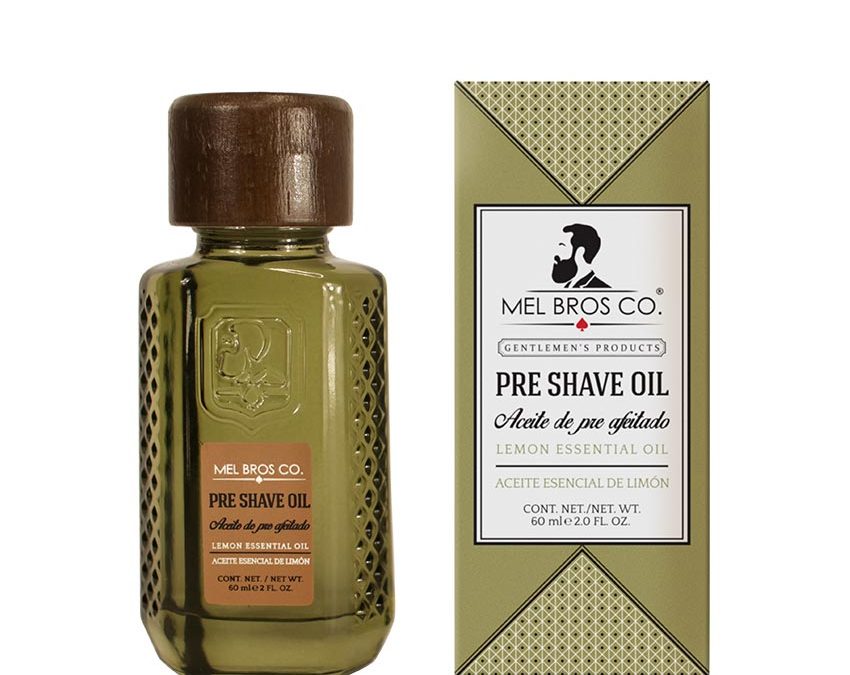 MEL BROS CO.
PRE SHAVE OIL
Aceite de pre afeitado
LEMON ESSENTIAL OIL
ACEITE ESENCIAL DE LIMÓN
CONT. NET. / NET WT.
60 ml e 2 FL. OZ.
MEL BROS CO.®
GENTLEMEN'S PRODUCTS
PRE SHAVE OIL
Aceite de pre afeitado
LEMON ESSENTIAL OIL
ACEITE ESENCIAL DE LIMÓN
CONT. NET./NET. WT.
60 ml e 2.0 FL. OZ.